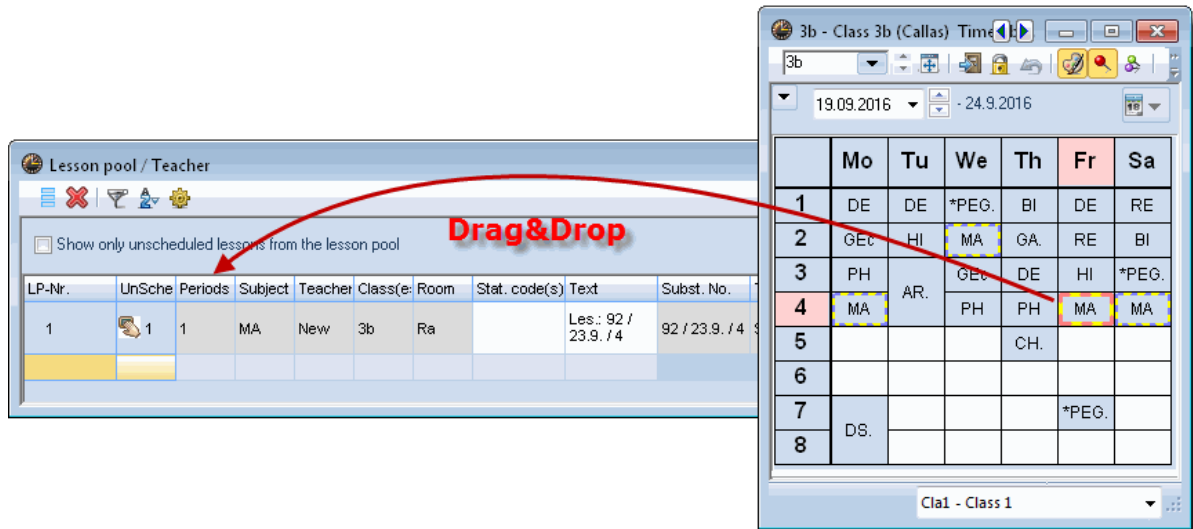 3b - Class 3b (Callas) Time
3b
19.09.2016 - 24.9.2016
18
Mo Tu We Th Fr Sa
1 DE DE *PEG. BI DE RE
2 GEc HI MA GA. RE BI
3 PH AR. GEc DE HI *PEG.
4 MA PH PH MA MA
5 CH.
6
7 DS. *PEG.
8
Cla1 - Class 1
Lesson pool / Teacher
Show only unscheduled lessons from the lesson pool
Drag&Drop
LP-Nr. UnSche Periods Subject Teacher Class(e: Room Stat. code(s) Text Subst. No.
1 1 1 MA New 3b Ra Les.: 92 / 23.9. / 4 92 / 23.9. / 4